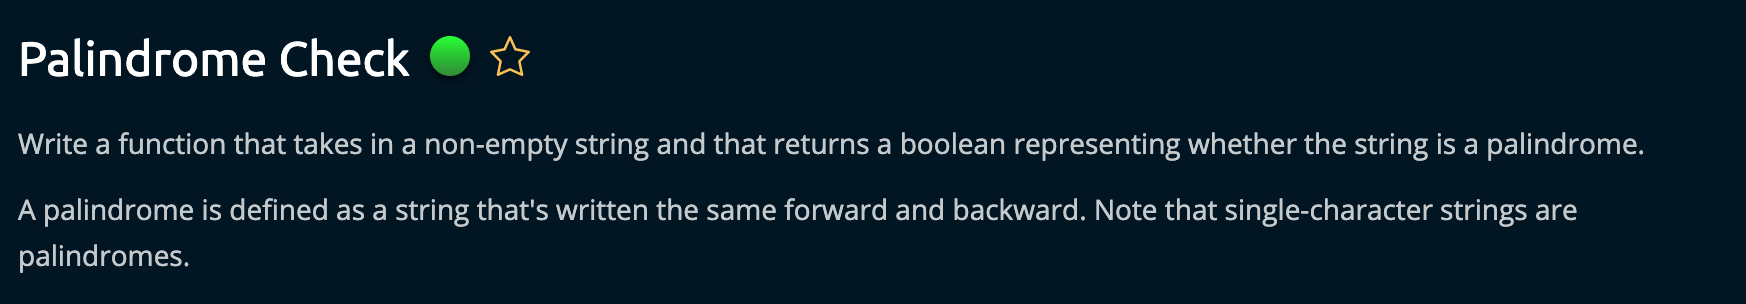 Palindrome Check
Write a function that takes in a non-empty string and that returns a boolean representing whether the string is a palindrome.
A palindrome is defined as a string that's written the same forward and backward. Note that single-character strings are
palindromes.